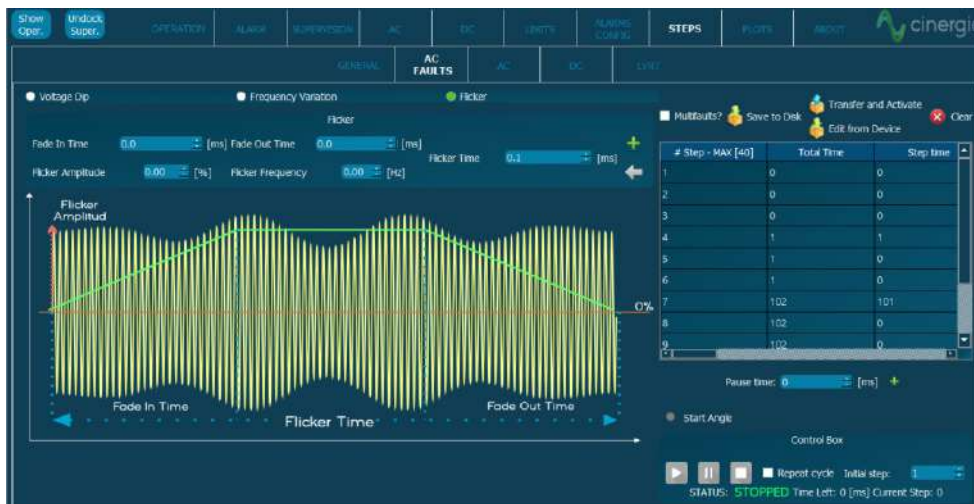 Show Oper.
Undock Super.
OPERATION
ALARM
SUPERVISION
AC
DC
LIMITS
ALARMS CONFIG
STEPS
PLOTS
ABOUT
cinergia
GENERAL
AC FAULTS
AC
DC
LVRT
Voltage Dip
Frequency Variation
Flicker
Flicker
Fade In Time 0.0 [ms] Fade Out Time 0.0 [ms]
Flicker Time 0.1 [ms]
Flicker Amplitude 0.00 [%] Flicker Frequency 0.00 [Hz]
Flicker
Amplitud
0%
Fade In Time
Flicker Time
Fade Out Time
Multifaults?
Save to Disk
Transfer and Activate
Edit from Device
Clear
# Step - MAX [40] Total Time Step time
1 0 0
2 0 0
3 0 0
4 1 1
5 1 0
6 1 0
7 102 101
8 102 0
9 102 0
Pause time: 0 [ms]
Start Angle
Control Box
Repeat cycle Initial step: 1
STATUS: STOPPED Time Left: 0 [ms] Current Step: 0